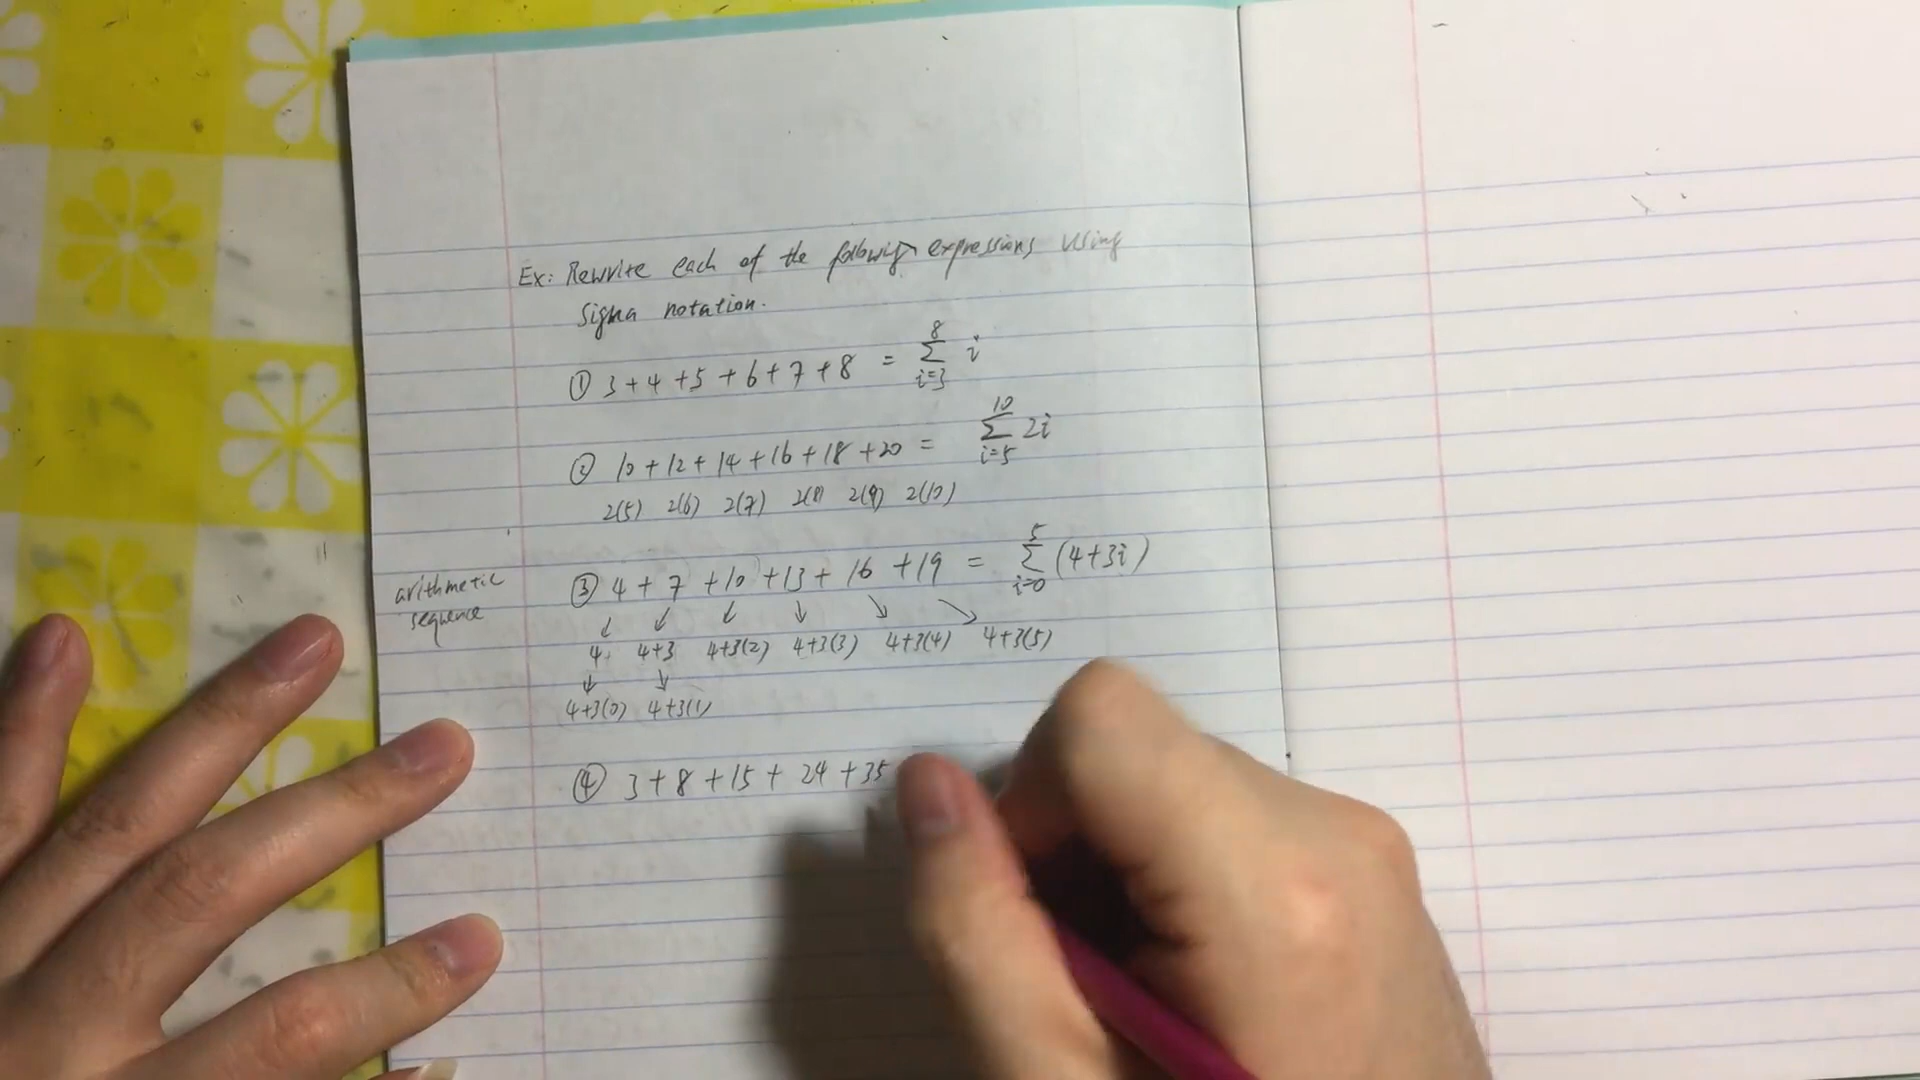 Ex: Rewrite each of the following expressions using
Sigma notation.
① 3+4+5+6+7+8 = \sum_{i=3}^{8} i
② 10+12+14+16+18+20 = \sum_{i=5}^{10} 2i
2(5) 2(6) 2(7) 2(8) 2(9) 2(10)
arithmetic
sequence
③ 4+7+10+13+16+19 = \sum_{i=0}^{5} (4+3i)
↙ ↙ ↙ ↓ ↘ ↘
4 4+3 4+3(2) 4+3(3) 4+3(4) 4+3(5)
↓ ↓
4+3(0) 4+3(1)
④ 3+8+15+24+35